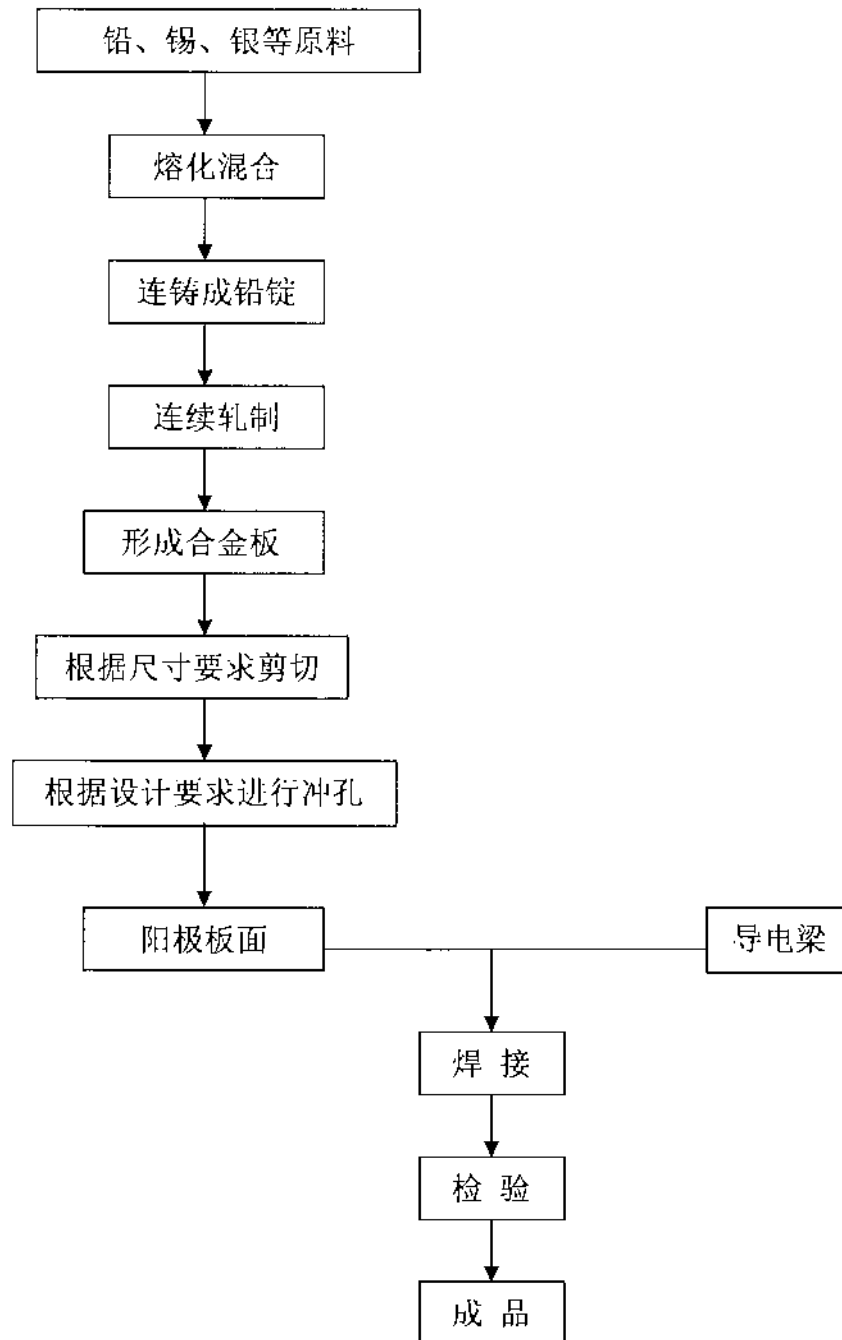 铅、锡、银等原料
熔化混合
连铸成铅锭
连续轧制
形成合金板
根据尺寸要求剪切
根据设计要求进行冲孔
阳极板面
导电梁
焊 接
检 验
成 品